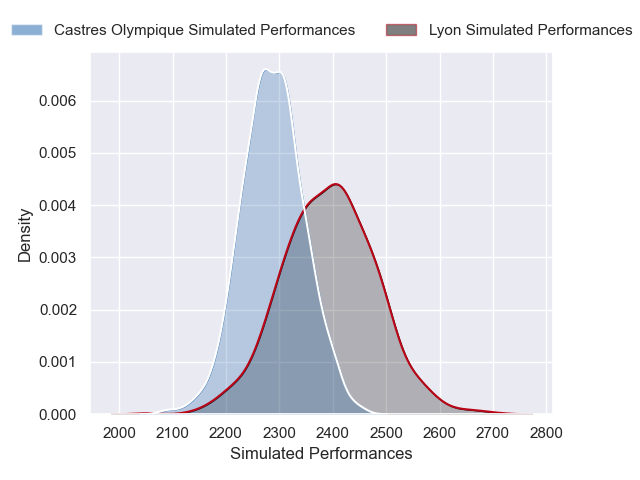 Castres Olympique Simulated Performances Lyon Simulated Performances
0.006
0.005
0.004
0.003
0.002
0.001
0.000
Density
2000 2100 2200 2300 2400 2500 2600 2700 2800
Simulated Performances